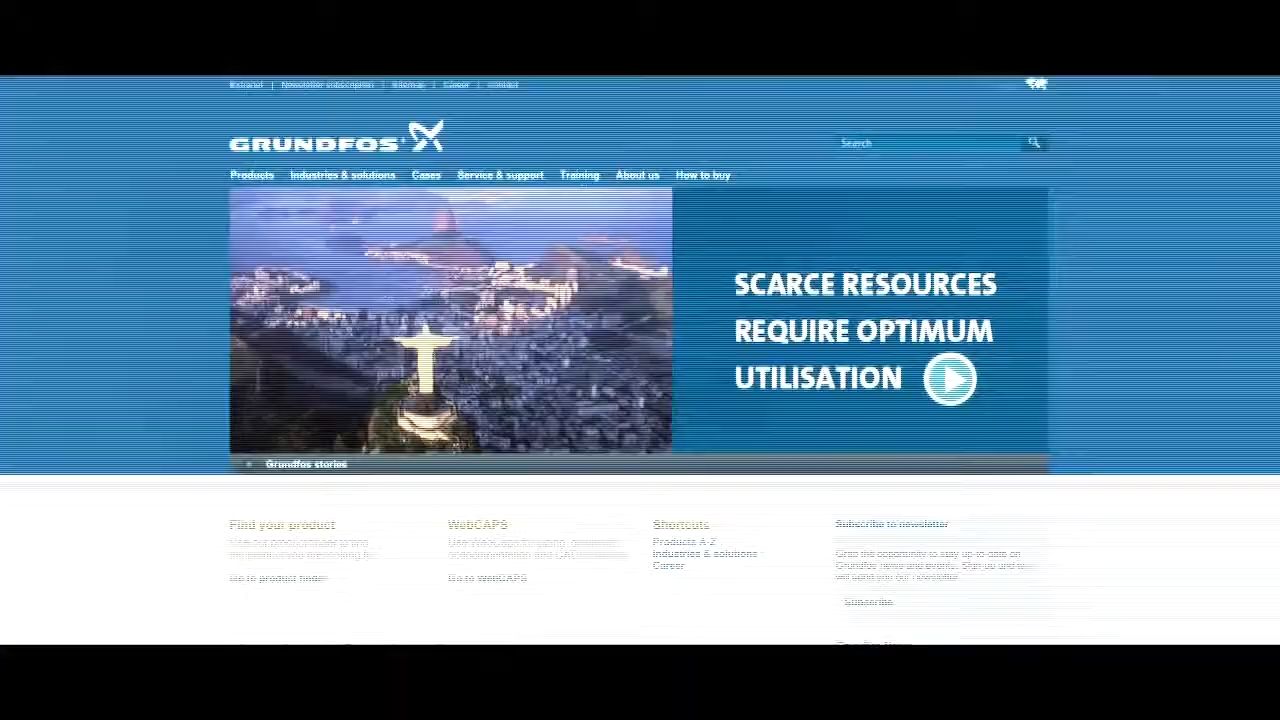 Extranet | Newsletter subscription | Sitemap | Career | Contact
GRUNDFOS
Search
Products Industries & solutions Cases Service & support Training About us How to buy
SCARCE RESOURCES
REQUIRE OPTIMUM
UTILISATION
Grundfos stories
Find your product WebCAPS Shortcuts Subscribe to newsletter
Products A-Z
Industries & solutions
Career
Go to product finder Go to WebCAPS
Subscribe